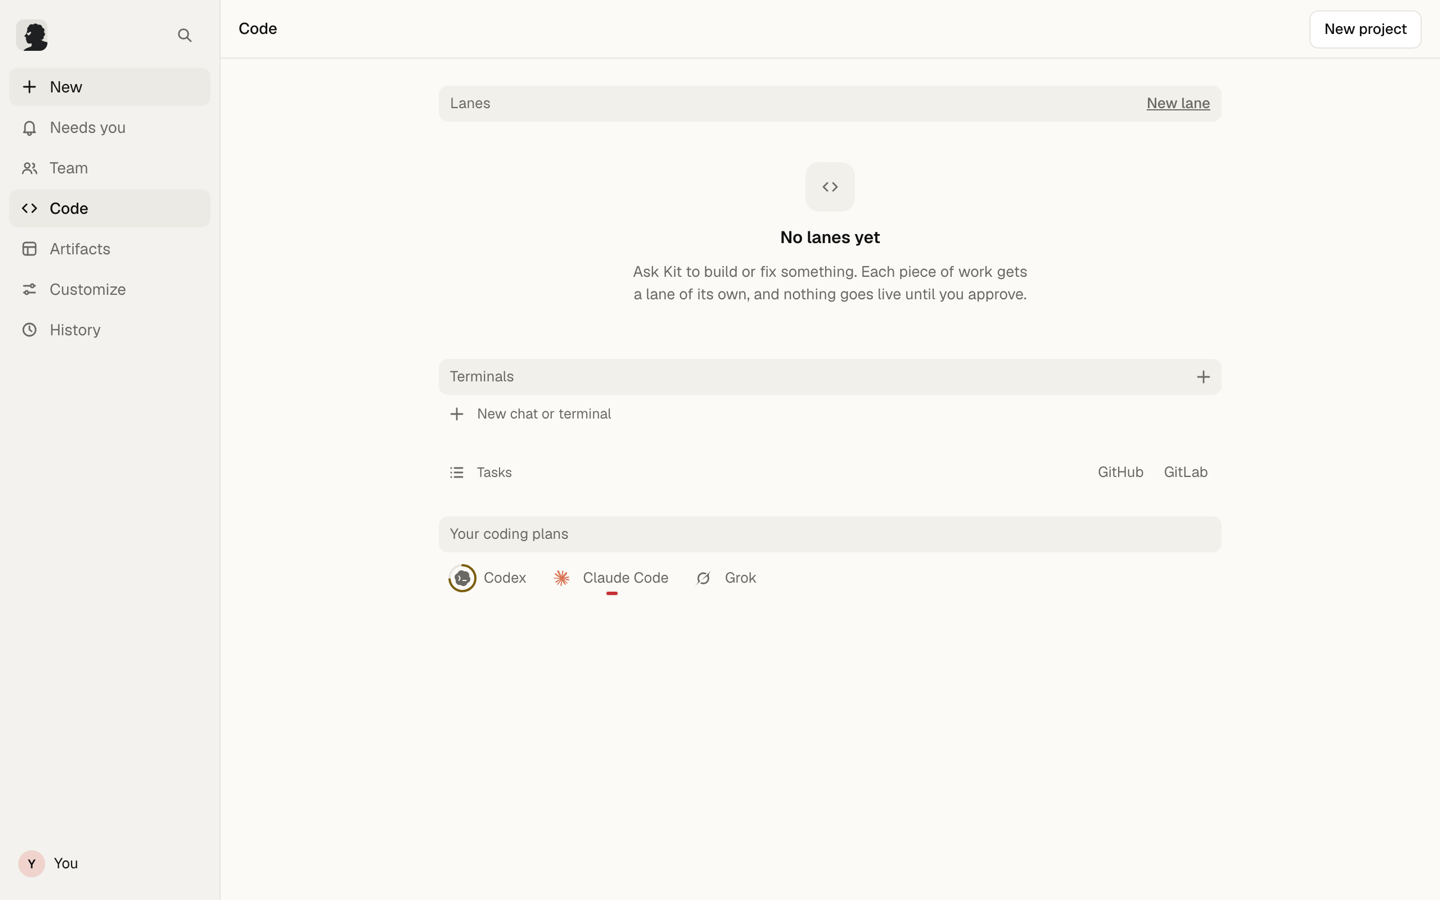 Code
New project
New
Needs you
Team
Code
Artifacts
Customize
History
Lanes
New lane
No lanes yet
Ask Kit to build or fix something. Each piece of work gets
a lane of its own, and nothing goes live until you approve.
Terminals
New chat or terminal
Tasks
GitHub
GitLab
Your coding plans
Codex
Claude Code
Grok
Y
You